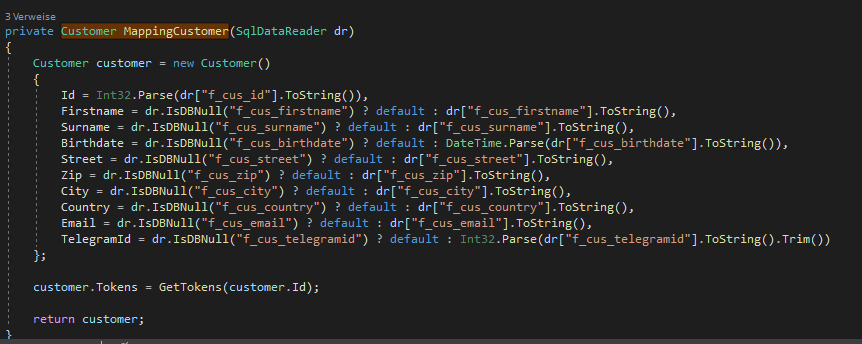 3 Verweise
private Customer MappingCustomer(SqlDataReader dr)
{
Customer customer = new Customer()
{
Id = Int32.Parse(dr["f_cus_id"].ToString()),
Firstname = dr.IsDBNull("f_cus_firstname") ? default : dr["f_cus_firstname"].ToString(),
Surname = dr.IsDBNull("f_cus_surname") ? default : dr["f_cus_surname"].ToString(),
Birthdate = dr.IsDBNull("f_cus_birthdate") ? default : DateTime.Parse(dr["f_cus_birthdate"].ToString()),
Street = dr.IsDBNull("f_cus_street") ? default : dr["f_cus_street"].ToString(),
Zip = dr.IsDBNull("f_cus_zip") ? default : dr["f_cus_zip"].ToString(),
City = dr.IsDBNull("f_cus_city") ? default : dr["f_cus_city"].ToString(),
Country = dr.IsDBNull("f_cus_country") ? default : dr["f_cus_country"].ToString(),
Email = dr.IsDBNull("f_cus_email") ? default : dr["f_cus_email"].ToString(),
TelegramId = dr.IsDBNull("f_cus_telegramid") ? default : Int32.Parse(dr["f_cus_telegramid"].ToString().Trim())
};
customer.Tokens = GetTokens(customer.Id);
return customer;
}